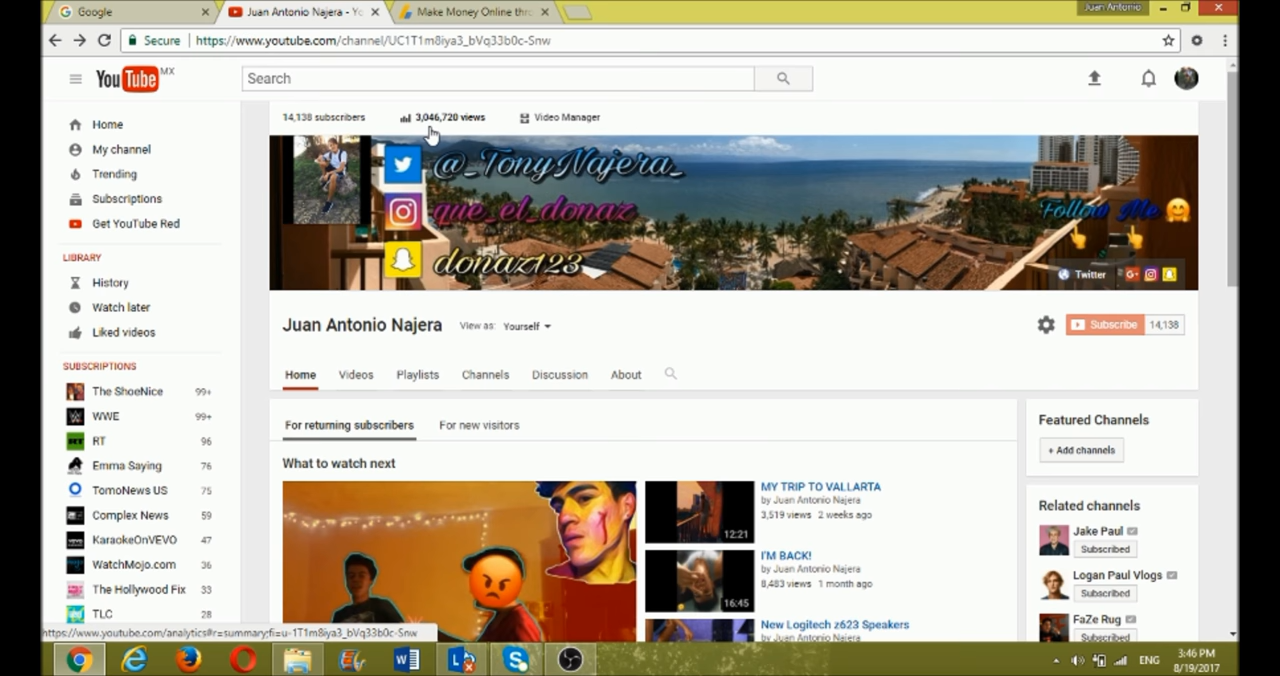 Google
Juan Antonio Najera - Yo
Make Money Online thr
Juan Antonio
Secure
https://www.youtube.com/channel/UC1T1m8iya3_bVq33b0c-Snw
YouTube MX
Search
14,138 subscribers
3,046,720 views
Video Manager
Home
My channel
Trending
Subscriptions
Get YouTube Red
LIBRARY
History
Watch later
Liked videos
SUBSCRIPTIONS
The ShoeNice 99+
WWE 99+
RT 96
Emma Saying 76
TomoNews US 75
Complex News 59
KaraokeOnVEVO 47
WatchMojo.com 36
The Hollywood Fix 33
TLC 28
@_TonyNajera_
que_el_donaz
donaz123
Follow Me
Twitter
Juan Antonio Najera
View as: Yourself
Subscribe 14,138
Home Videos Playlists Channels Discussion About
For returning subscribers
For new visitors
What to watch next
MY TRIP TO VALLARTA
by Juan Antonio Najera
3,519 views 2 weeks ago
12:21
I'M BACK!
by Juan Antonio Najera
8,483 views 1 month ago
16:45
New Logitech z623 Speakers
by Juan Antonio Najera
Featured Channels
+ Add channels
Related channels
Jake Paul
Subscribed
Logan Paul Vlogs
Subscribed
FaZe Rug
Subscribed
https://www.youtube.com/analytics#r=summary;fi=u-1T1m8iya3_bVq33b0c-Snw
ENG
3:46 PM
8/19/2017